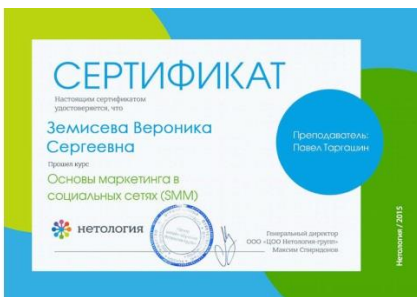 СЕРТИФИКАТ
Настоящим сертификатом
удостоверяется, что
Земисева Вероника
Сергеевна
Прошел курс
Основы маркетинга в
социальных сетях (SMM)
Преподаватель:
Павел Таргашин
нетология
Генеральный директор
ООО «ЦОО Нетология групп»
Максим Спиридонов
Нетология / 2015